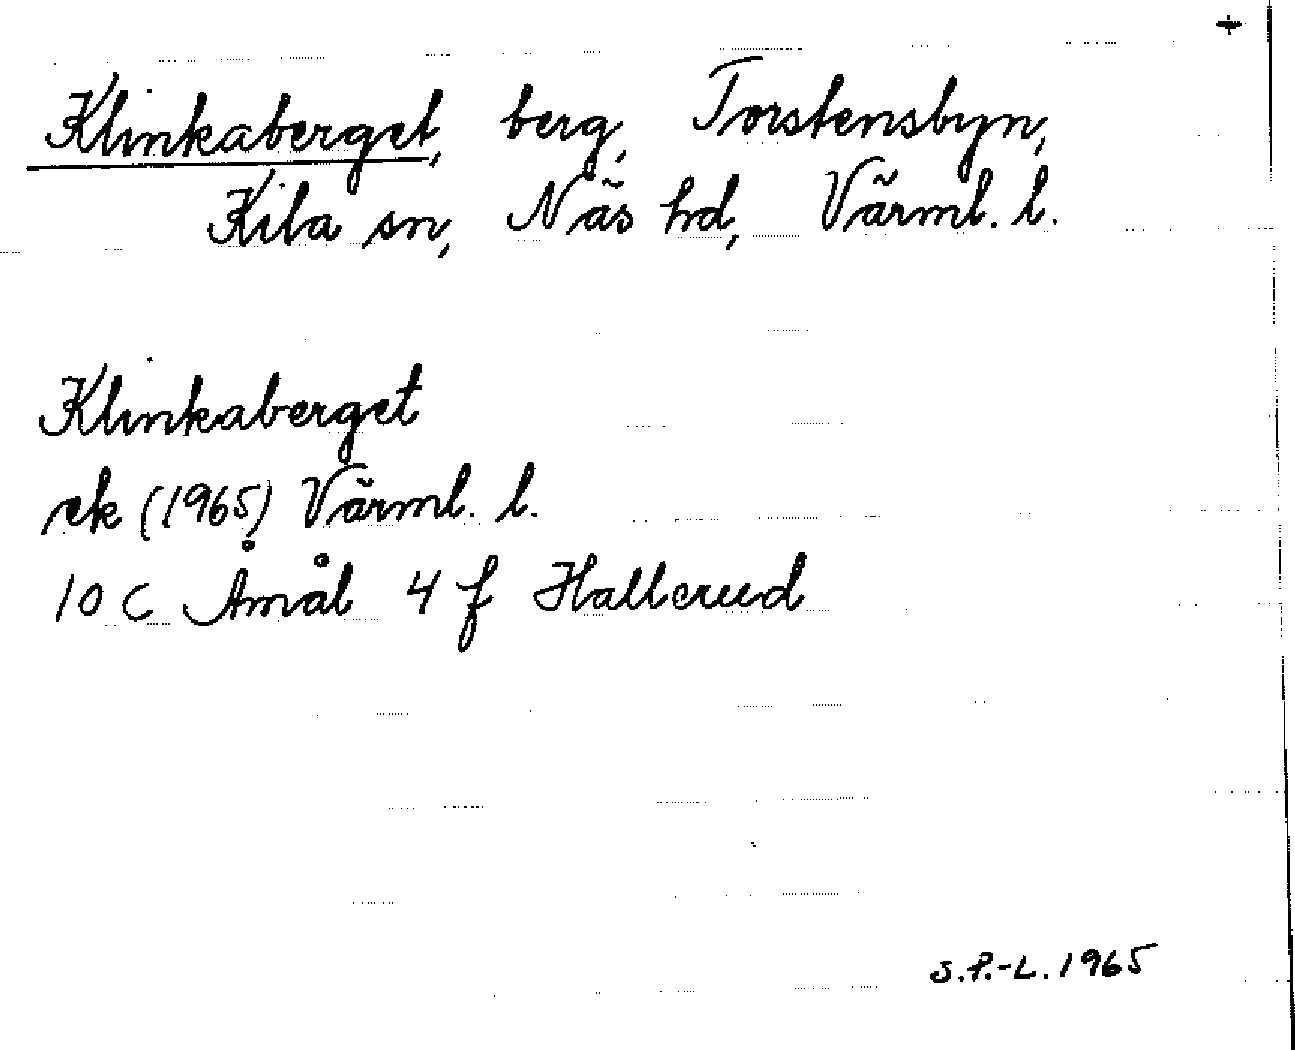 +
Klinkaberget, berg, Torstensbyn,
Kila sn, Näs hd, Värml. l.
Klinkaberget
ek (1965) Värml. l.
10 C Åmål 4 f Hallerud
S.P.-L. 1965